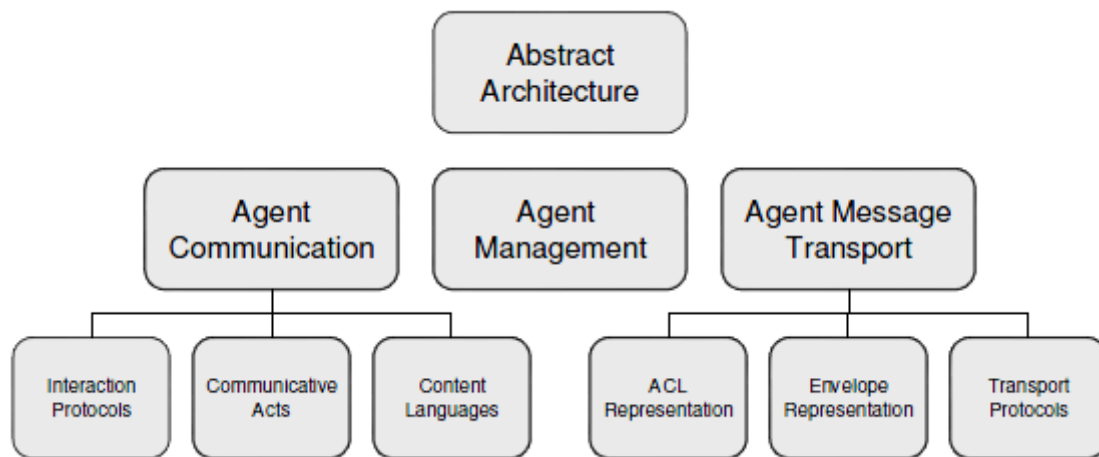 Abstract
Architecture
Agent
Communication
Agent
Management
Agent Message
Transport
Interaction
Protocols
Communicative
Acts
Content
Languages
ACL
Representation
Envelope
Representation
Transport
Protocols